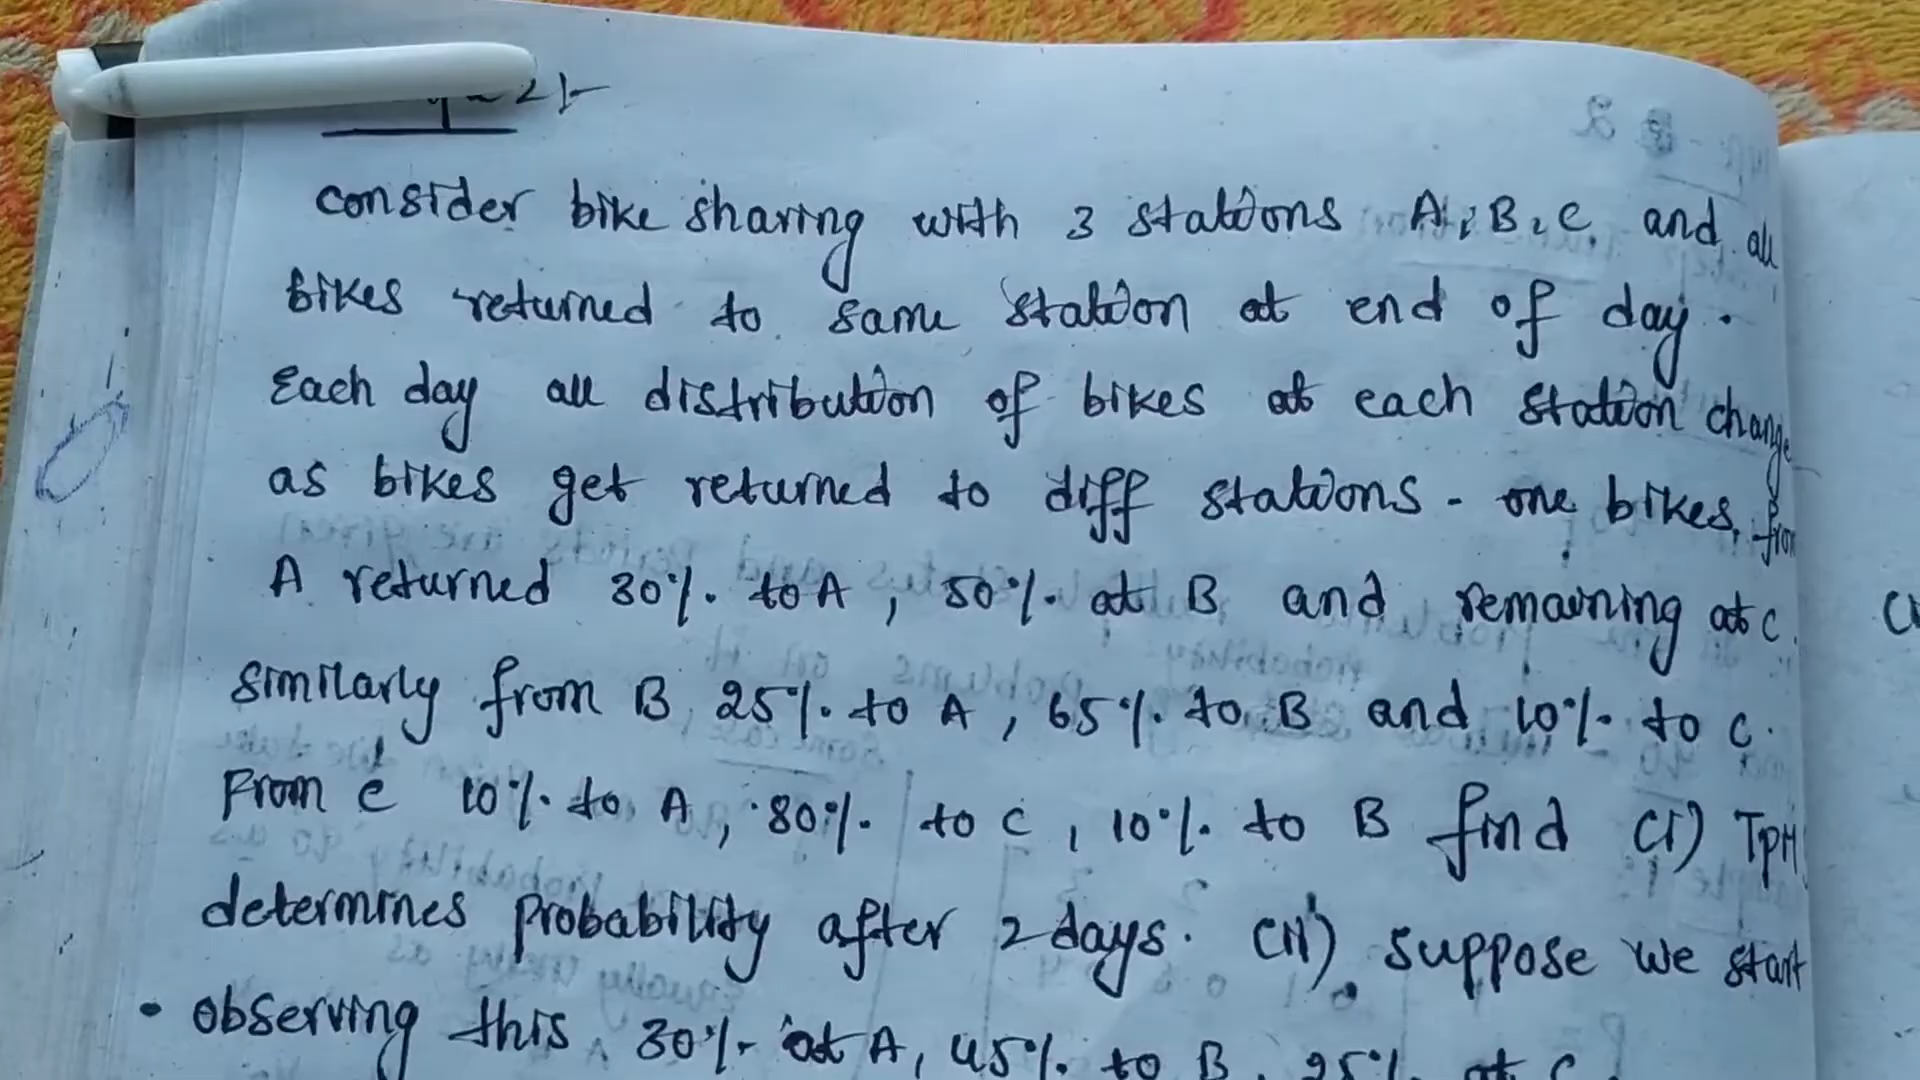 2)-
consider bike sharing with 3 stations A, B, C, and all
bikes returned to same station at end of day.
Each day all distribution of bikes at each station change
as bikes get returned to diff stations - one bikes, from
A returned 30%. to A, 50%. at B and remaining at C.
similarly from B 25%. to A, 65%. to B and 10%. to C.
From C 10%. to A, 80%. to C, 10%. to B find (i) TPM
determines probability after 2 days. (ii) suppose we start
• observing this 30%. at A, 45%. to B, 25%. at C.